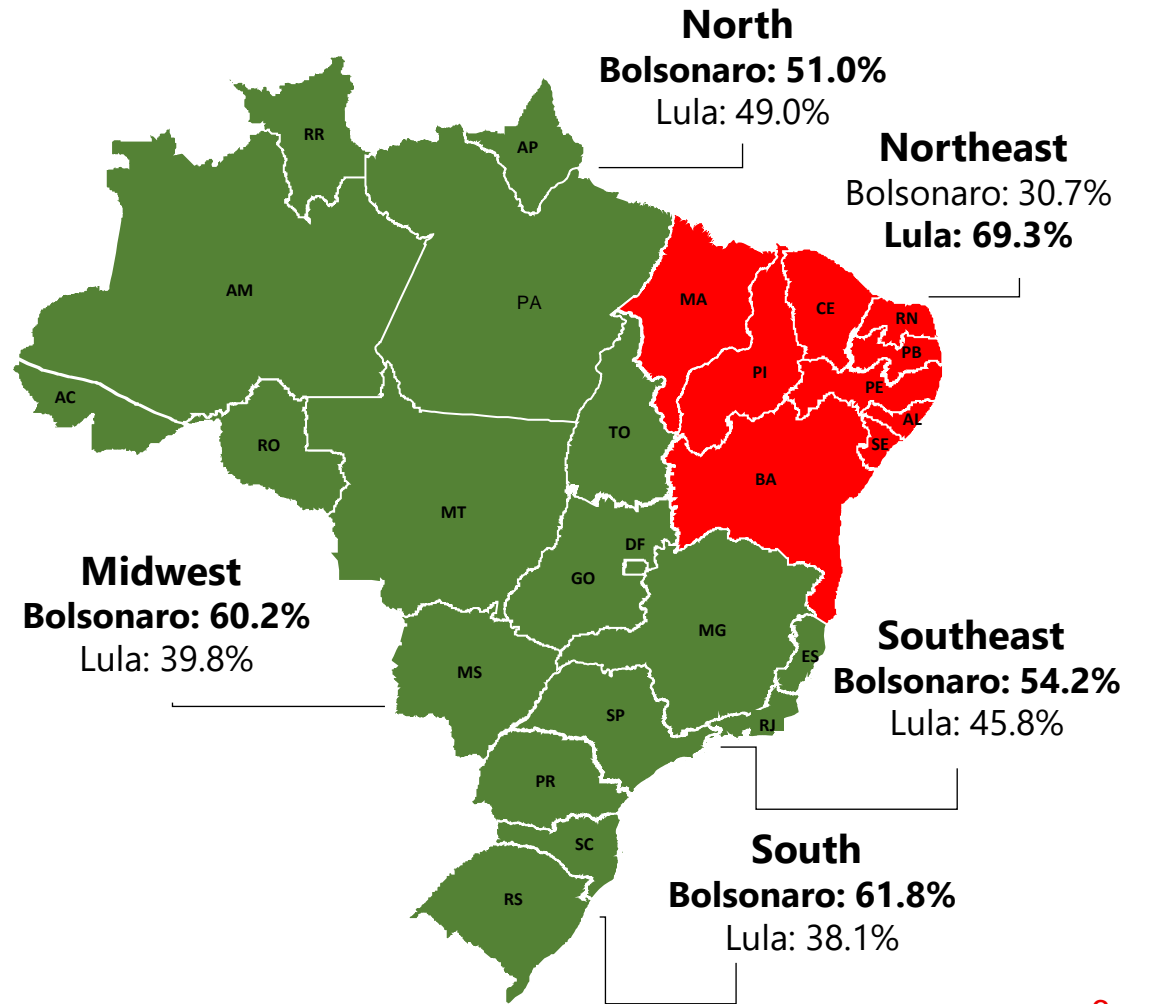 North
Bolsonaro: 51.0%
Lula: 49.0%
Northeast
Bolsonaro: 30.7%
Lula: 69.3%
RR
AP
AM
PA
MA
CE
RN
PB
PI
PE
AC
AL
TO
RO
SE
BA
MT
DF
GO
Midwest
Bolsonaro: 60.2%
Lula: 39.8%
MG
ES
MS
Southeast
Bolsonaro: 54.2%
Lula: 45.8%
SP
RJ
PR
SC
RS
South
Bolsonaro: 61.8%
Lula: 38.1%